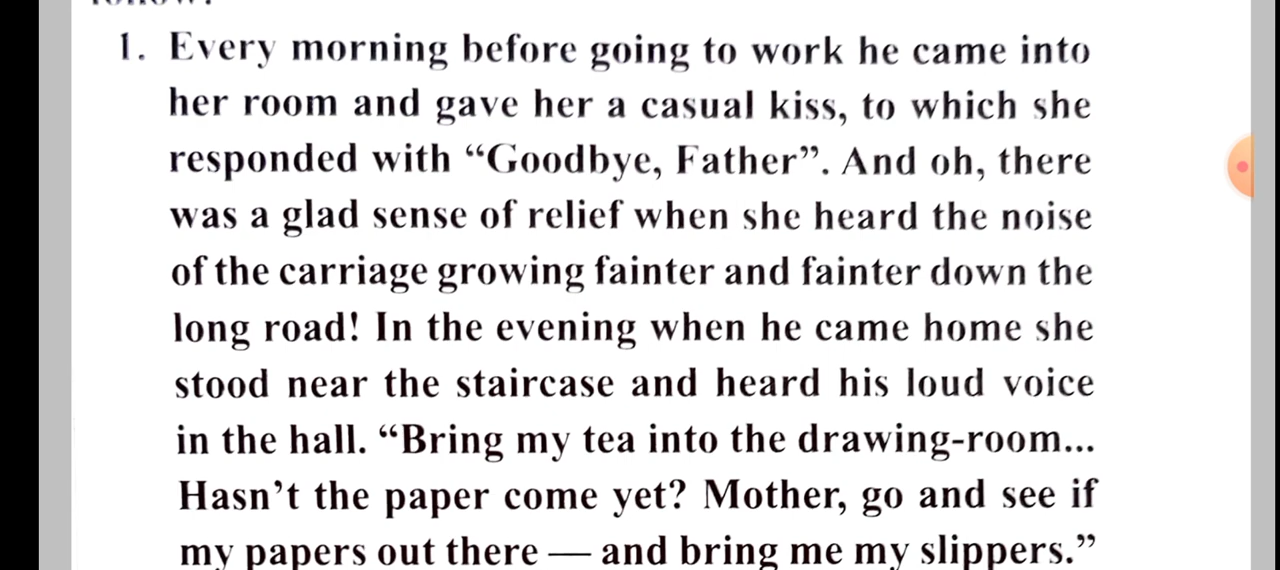 1. Every morning before going to work he came into
her room and gave her a casual kiss, to which she
responded with “Goodbye, Father”. And oh, there
was a glad sense of relief when she heard the noise
of the carriage growing fainter and fainter down the
long road! In the evening when he came home she
stood near the staircase and heard his loud voice
in the hall. “Bring my tea into the drawing-room...
Hasn’t the paper come yet? Mother, go and see if
my papers out there — and bring me my slippers.”